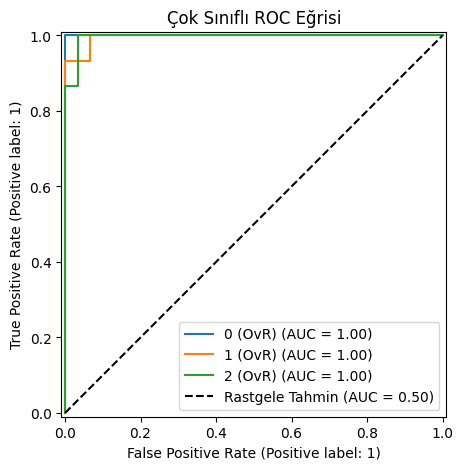 Çok Sınıflı ROC Eğrisi
True Positive Rate (Positive label: 1)
1.0
0.8
0.6
0.4
0.2
0.0
0 (OvR) (AUC = 1.00)
1 (OvR) (AUC = 1.00)
2 (OvR) (AUC = 1.00)
Rastgele Tahmin (AUC = 0.50)
0.0 0.2 0.4 0.6 0.8 1.0
False Positive Rate (Positive label: 1)